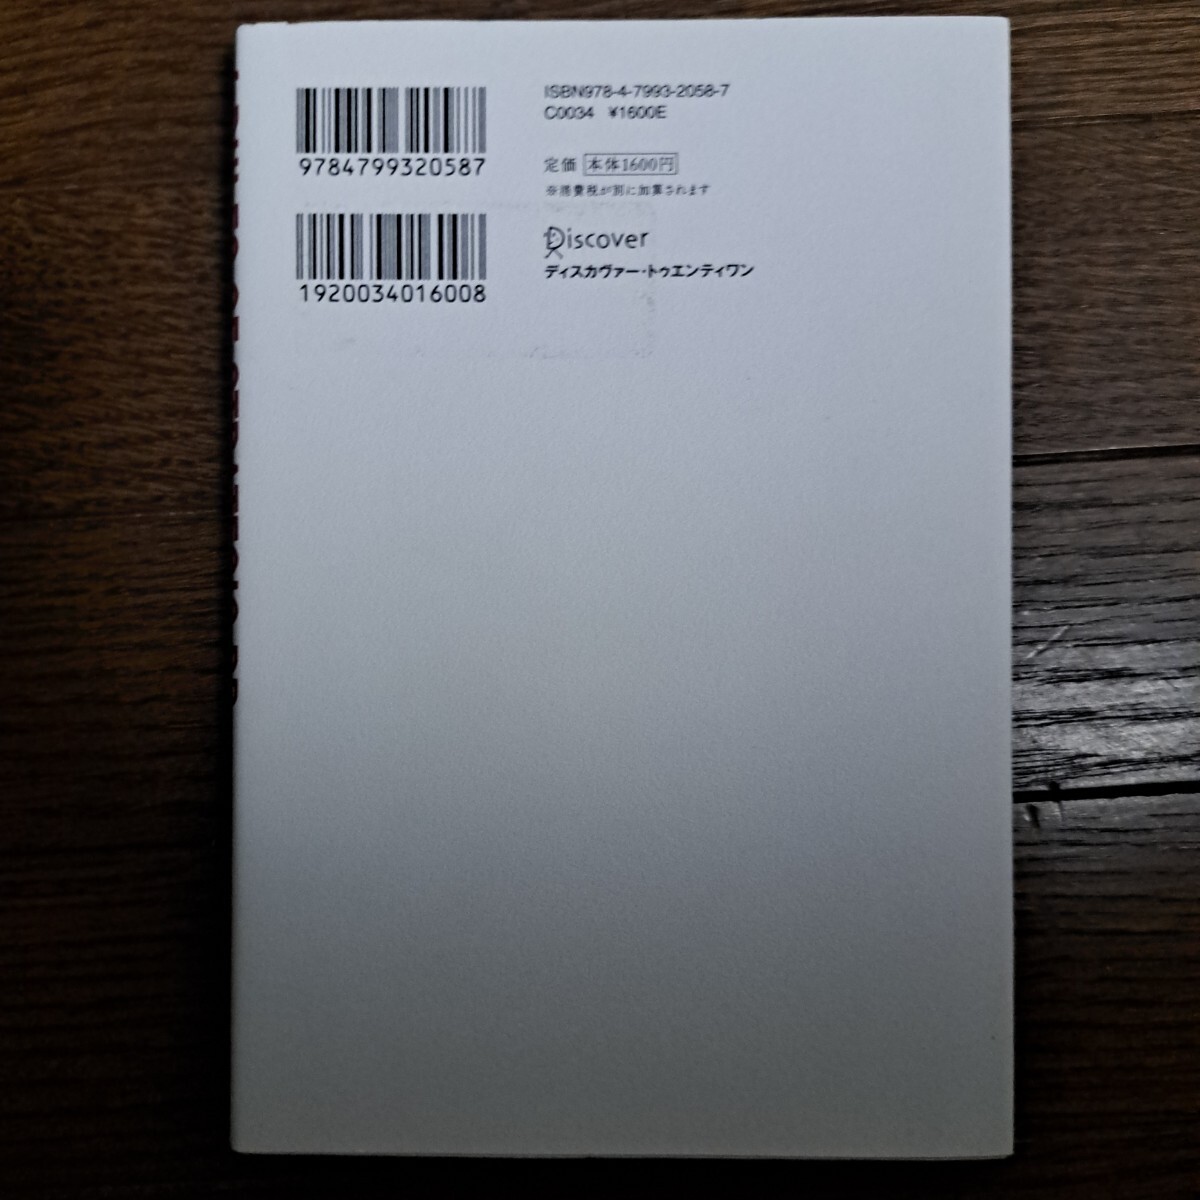 ISBN978-4-7993-2058-7
C0034 ¥1600E
9784799320587
定価 本体1600円
※消費税が別に加算されます
1920034016008
Discover
ディスカヴァー・トゥエンティワン